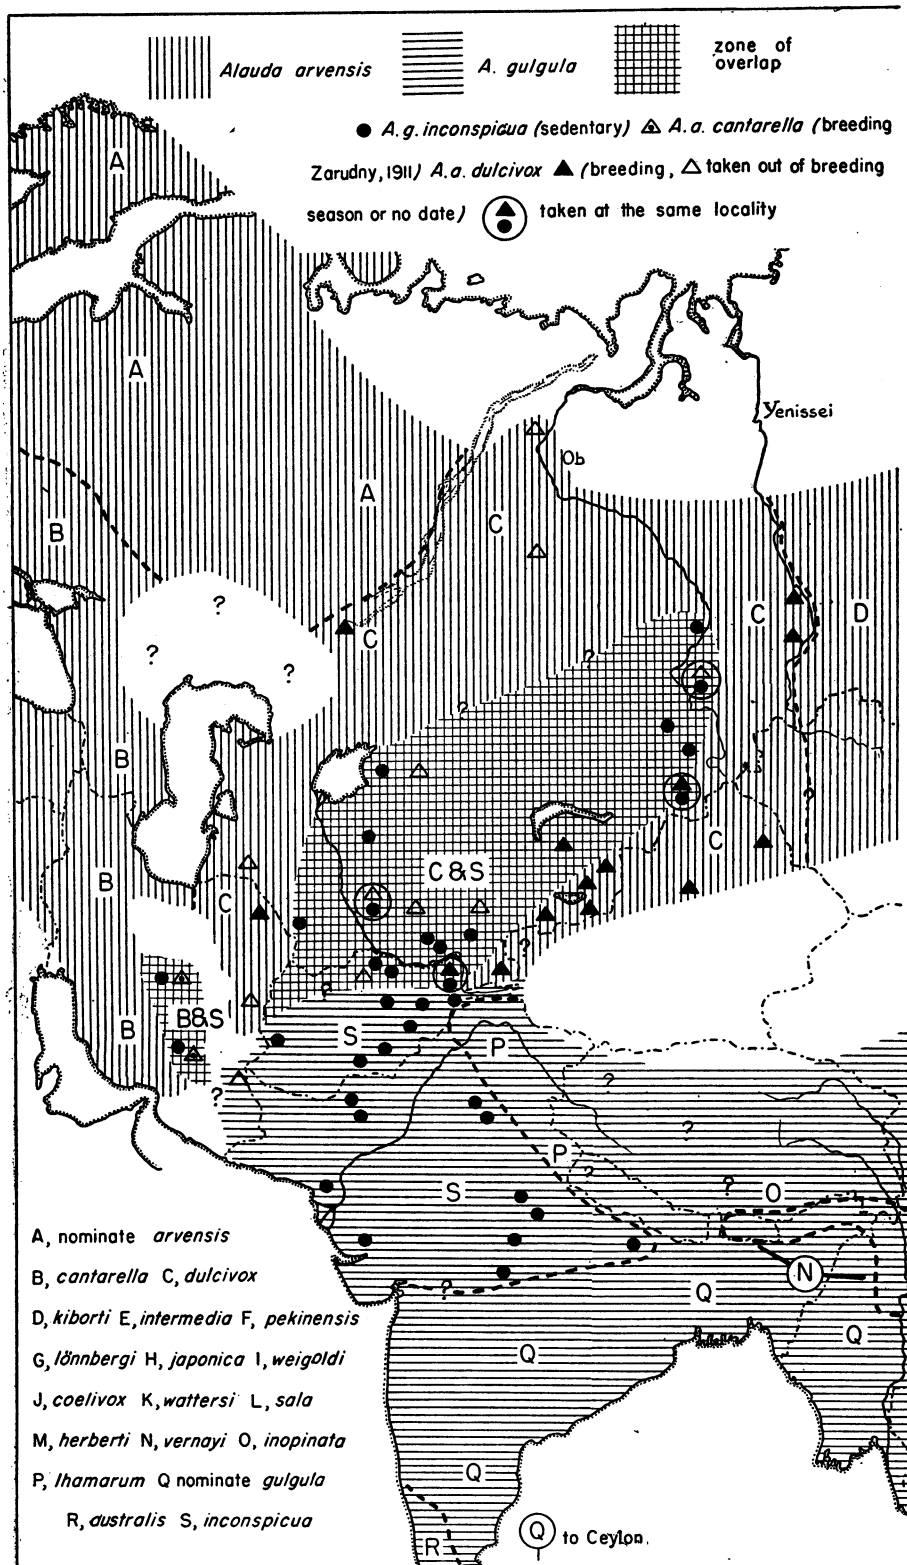 Alauda arvensis A. gulgula zone of overlap
● A.g. inconspicua (sedentary) △ A.a. cantarella (breeding
Zarudny, 1911) A.a. dulcivox ▲ (breeding, △ taken out of breeding
season or no date) taken at the same locality
A
A
Yenissei
Ob
A
C
B
?
C
C
D
?
?
?
?
B
?
C & S
C
B
C
?
?
B & S
B
S
P
?
?
?
P
?
S
?
O
A, nominate arvensis
B, cantarella C, dulcivox
N
?
Q
D, kiborti E, intermedia F, pekinensis
Q
G, lönnbergi H, japonica I, weigoldi
Q
J, coelivox K, wattersi L, sala
M, herberti N, vernayi O, inopinata
P, lhamarum Q nominate gulgula
Q
R, australis S, inconspicua
R
Q to Ceylon.